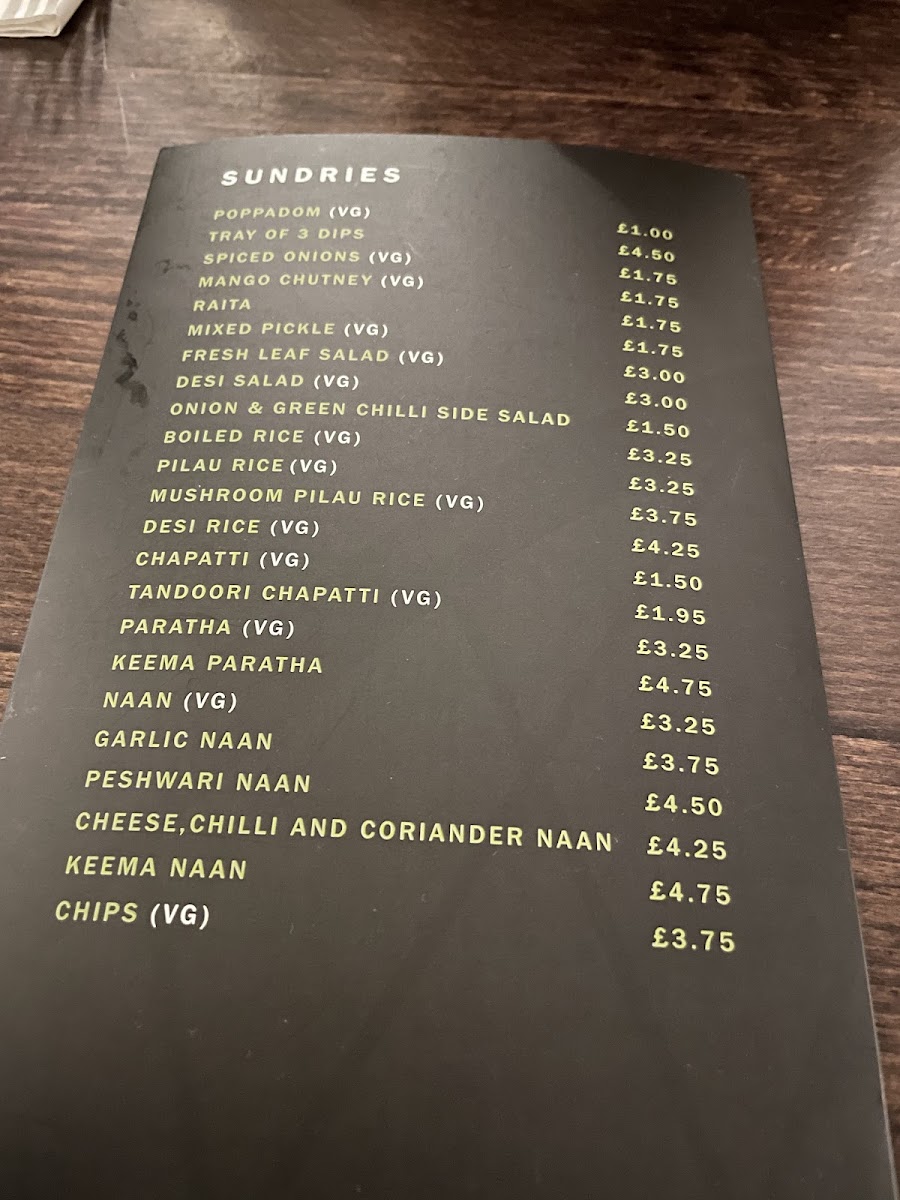 SUNDRIES
POPPADOM (VG) £1.00
TRAY OF 3 DIPS £4.50
SPICED ONIONS (VG) £1.75
MANGO CHUTNEY (VG) £1.75
RAITA £1.75
MIXED PICKLE (VG) £1.75
FRESH LEAF SALAD (VG) £3.00
DESI SALAD (VG) £3.00
ONION & GREEN CHILLI SIDE SALAD £1.50
BOILED RICE (VG) £3.25
PILAU RICE (VG) £3.25
MUSHROOM PILAU RICE (VG) £3.75
DESI RICE (VG) £4.25
CHAPATTI (VG) £1.50
TANDOORI CHAPATTI (VG) £1.95
PARATHA (VG) £3.25
KEEMA PARATHA £4.75
NAAN (VG) £3.25
GARLIC NAAN £3.75
PESHWARI NAAN £4.50
CHEESE,CHILLI AND CORIANDER NAAN £4.25
KEEMA NAAN £4.75
CHIPS (VG) £3.75